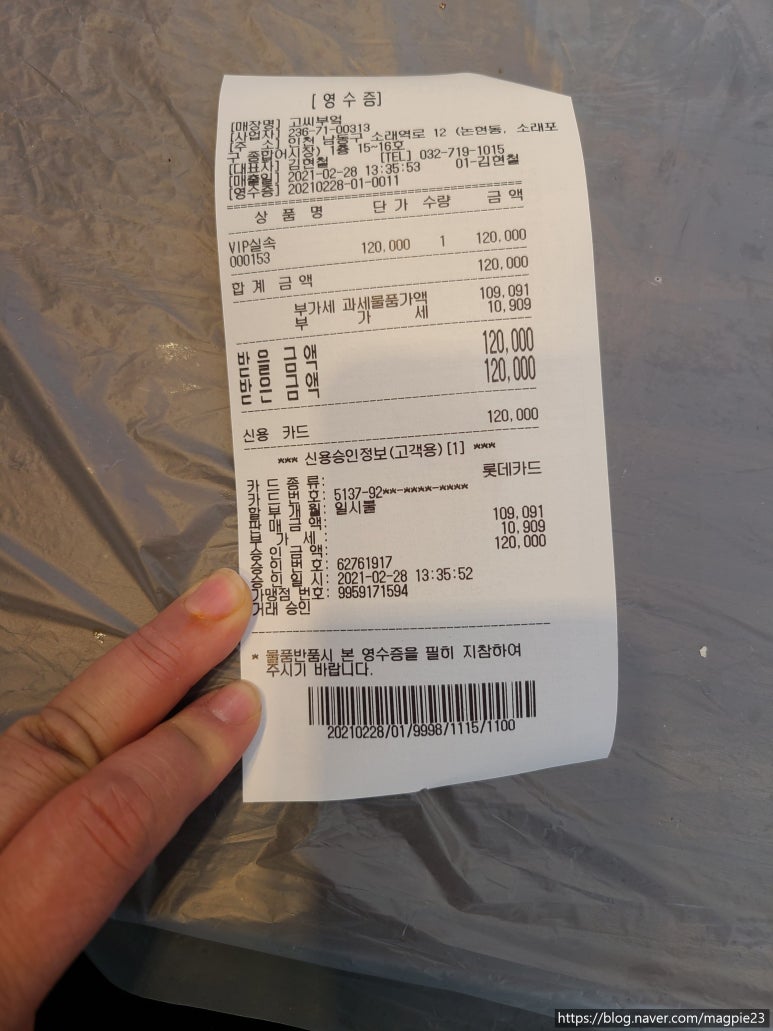 [영 수 증]
[매장명] 고씨부엌
[사업자] 236-71-00313
[주 소] 인천 남동구 소래역로 12 (논현동, 소래포
구 종합어시장) 1층 15~16호
[대표자] 김현철 [TEL] 032-719-1015
[매출일] 2021-02-28 13:35:53 01-김현철
[영수증] 20210228-01-0011
상 품 명 단 가 수량 금 액
VIP실속 120,000 1 120,000
000153
합 계 금 액 120,000
부가세 과세물품가액 109,091
부 가 세 10,909
받 을 금 액 120,000
받 은 금 액 120,000
신용 카드 120,000
*** 신용승인정보(고객용)[1] ***
카 드 종 류: 롯데카드
카 드 번 호: 5137-92**-****-****
할 부 개 월: 일시불
판 매 금 액: 109,091
부 가 세 : 10,909
승 인 금 액: 120,000
승 인 번 호: 62761917
승 인 일 시: 2021-02-28 13:35:52
가맹점 번호: 9959171594
거래 승인
* 물품반품시 본 영수증을 필히 지참하여
주시기 바랍니다.
20210228/01/9998/1115/1100
https://blog.naver.com/magpie23